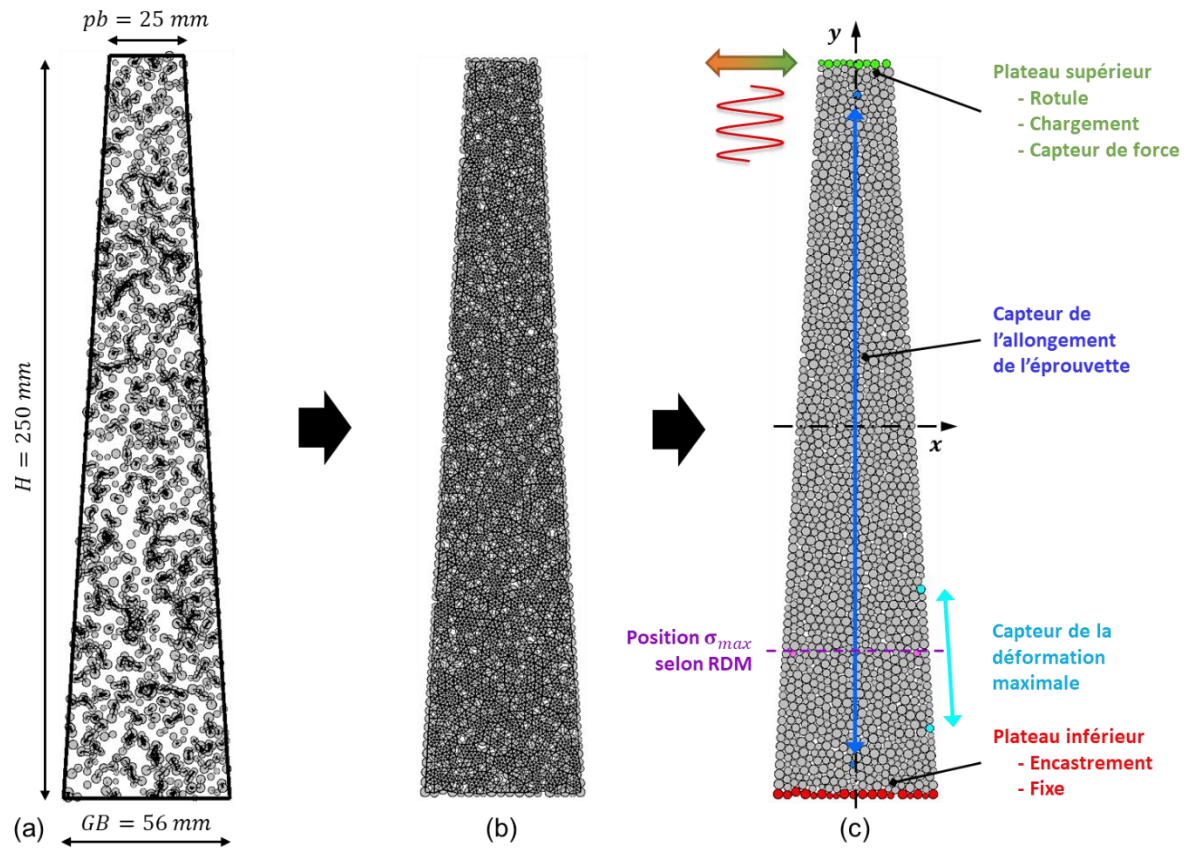 pb = 25 mm
H = 250 mm
(a)
GB = 56 mm
(b)
y
x
Plateau supérieur
- Rotule
- Chargement
- Capteur de force
Capteur de
l'allongement
de l'éprouvette
Position σmax
selon RDM
Capteur de la
déformation
maximale
Plateau inférieur
- Encastrement
- Fixe
(c)